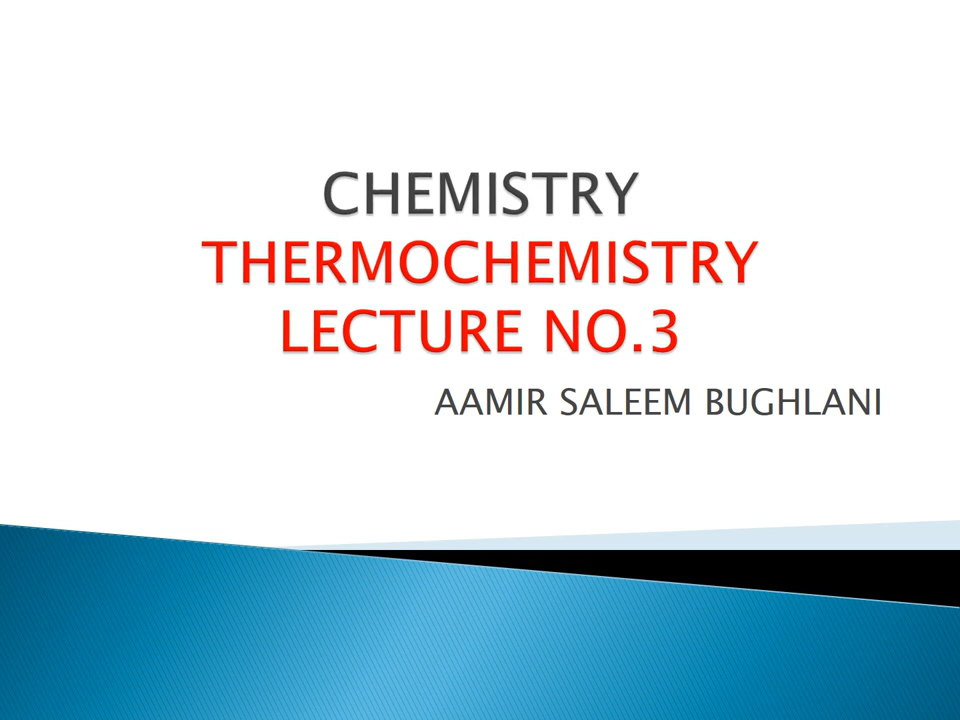 CHEMISTRY
THERMOCHEMISTRY
LECTURE NO.3
AAMIR SALEEM BUGHLANI